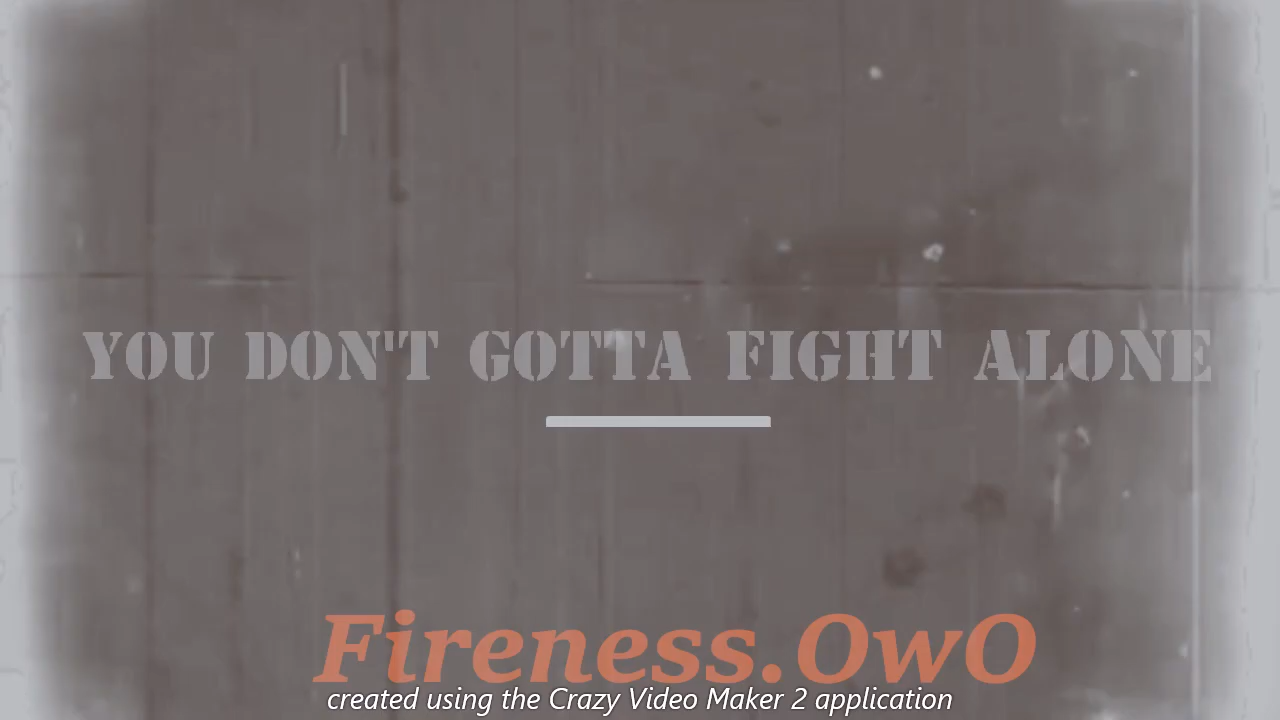 YOU DON'T GOTTA FIGHT ALONE
Fireness.OwO
created using the Crazy Video Maker 2 application